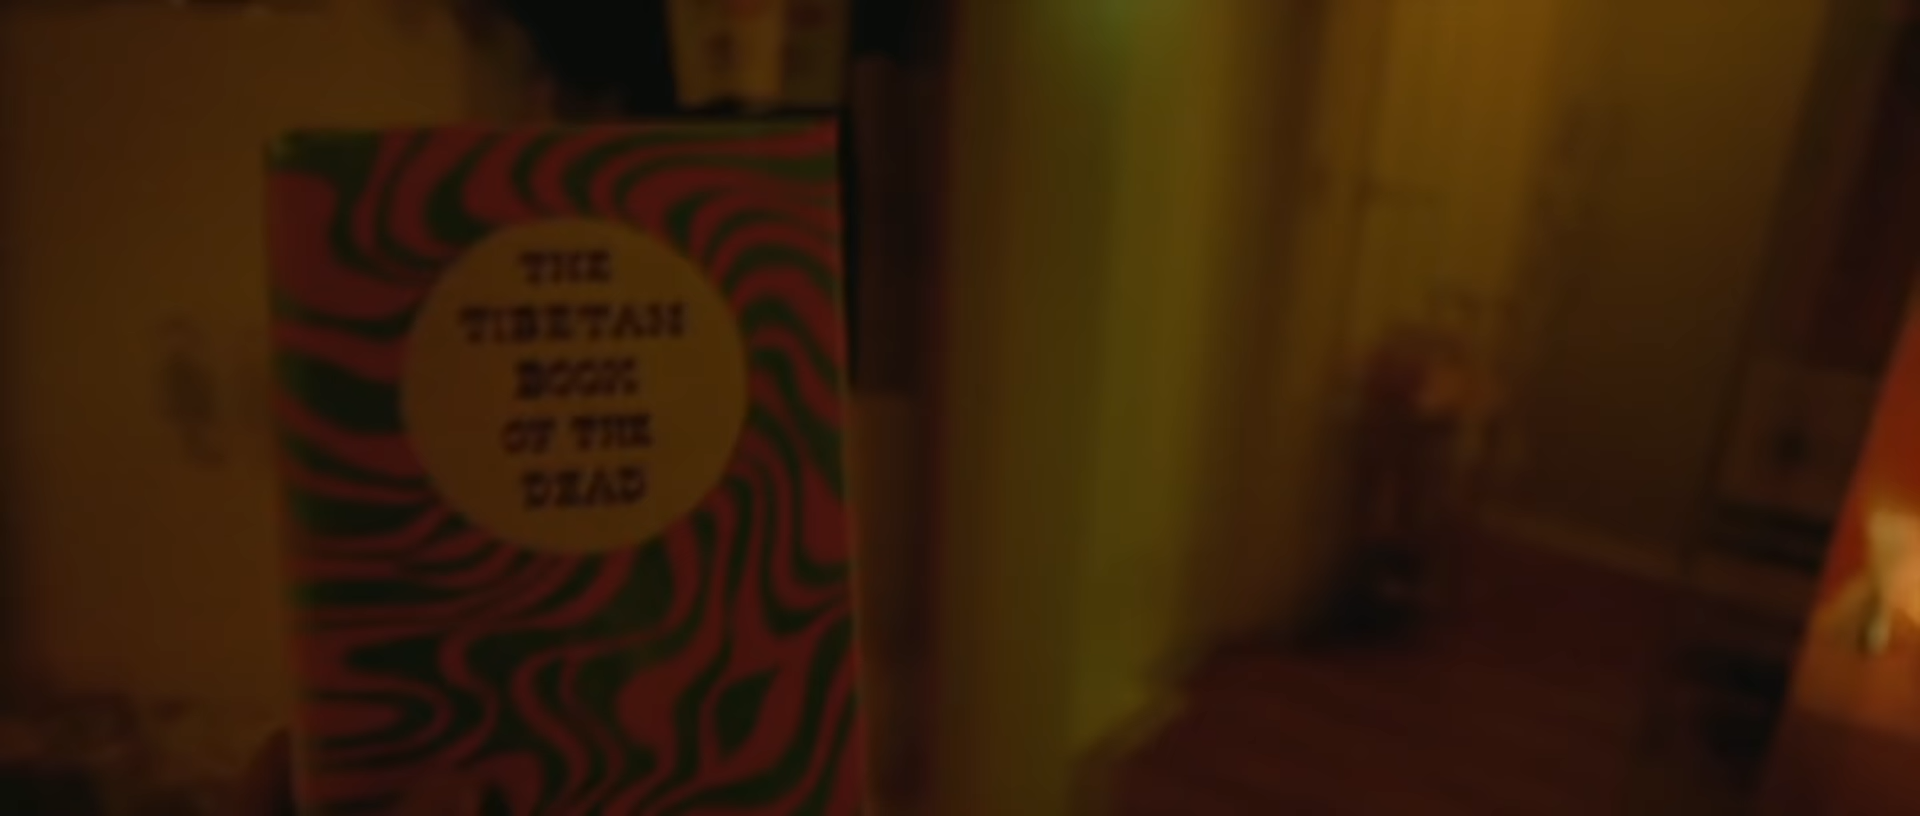 THE
TIBETAN
BOOK
OF THE
DEAD